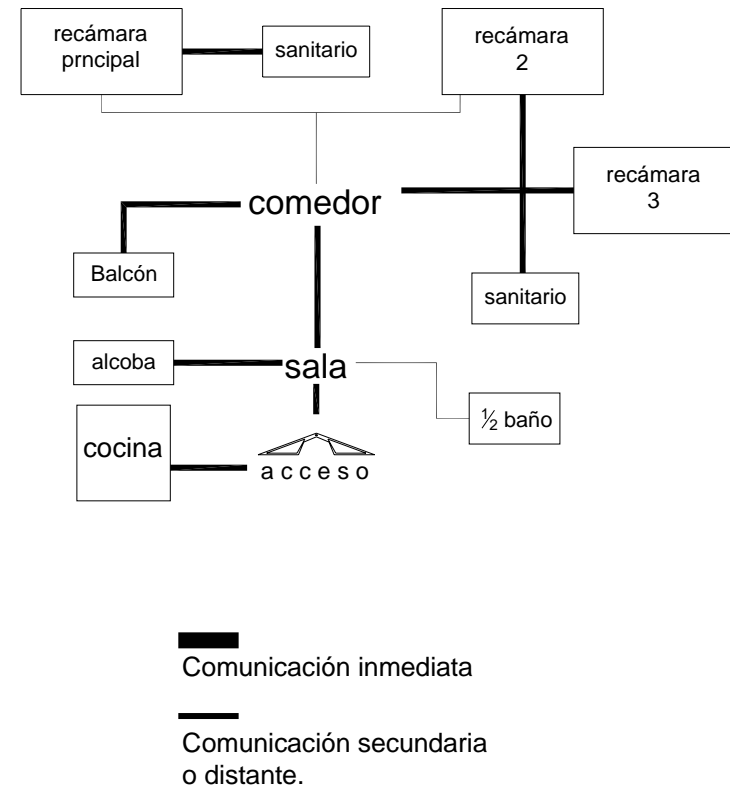 recámara
prncipal
sanitario
recámara
2
recámara
3
comedor
Balcón
sanitario
alcoba
sala
½ baño
cocina
acceso
Comunicación inmediata
Comunicación secundaria
o distante.